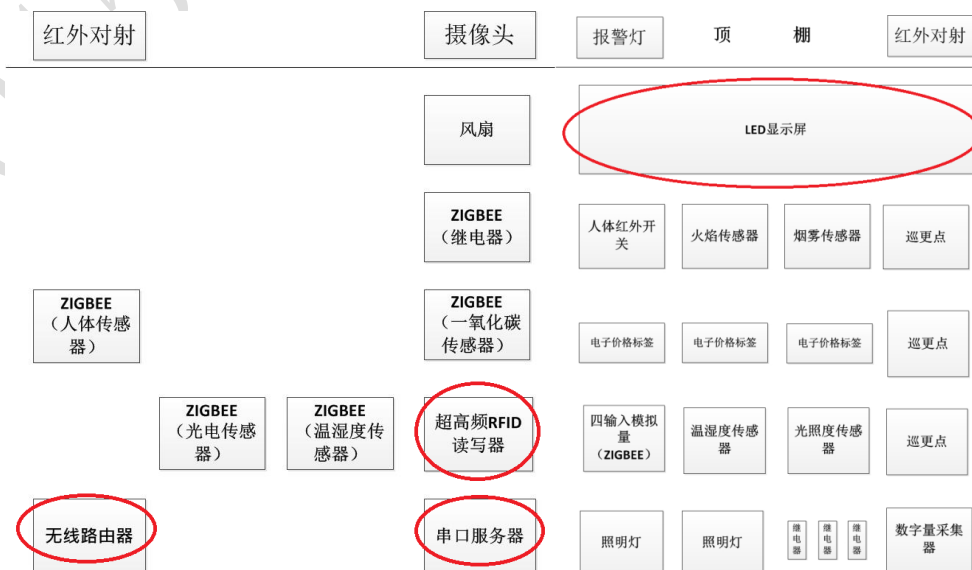 红外对射
摄像头
报警灯
顶 棚
红外对射
风扇
LED显示屏
ZIGBEE
（继电器）
人体红外开
关
火焰传感器
烟雾传感器
巡更点
ZIGBEE
（人体传感
器）
ZIGBEE
（一氧化碳
传感器）
电子价格标签
电子价格标签
电子价格标签
巡更点
ZIGBEE
（光电传感
器）
ZIGBEE
（温湿度传
感器）
超高频RFID
读写器
四输入模拟
量
（ZIGBEE）
温湿度传感
器
光照度传感
器
巡更点
无线路由器
串口服务器
照明灯
照明灯
继
电
器
继
电
器
继
电
器
数字量采集
器